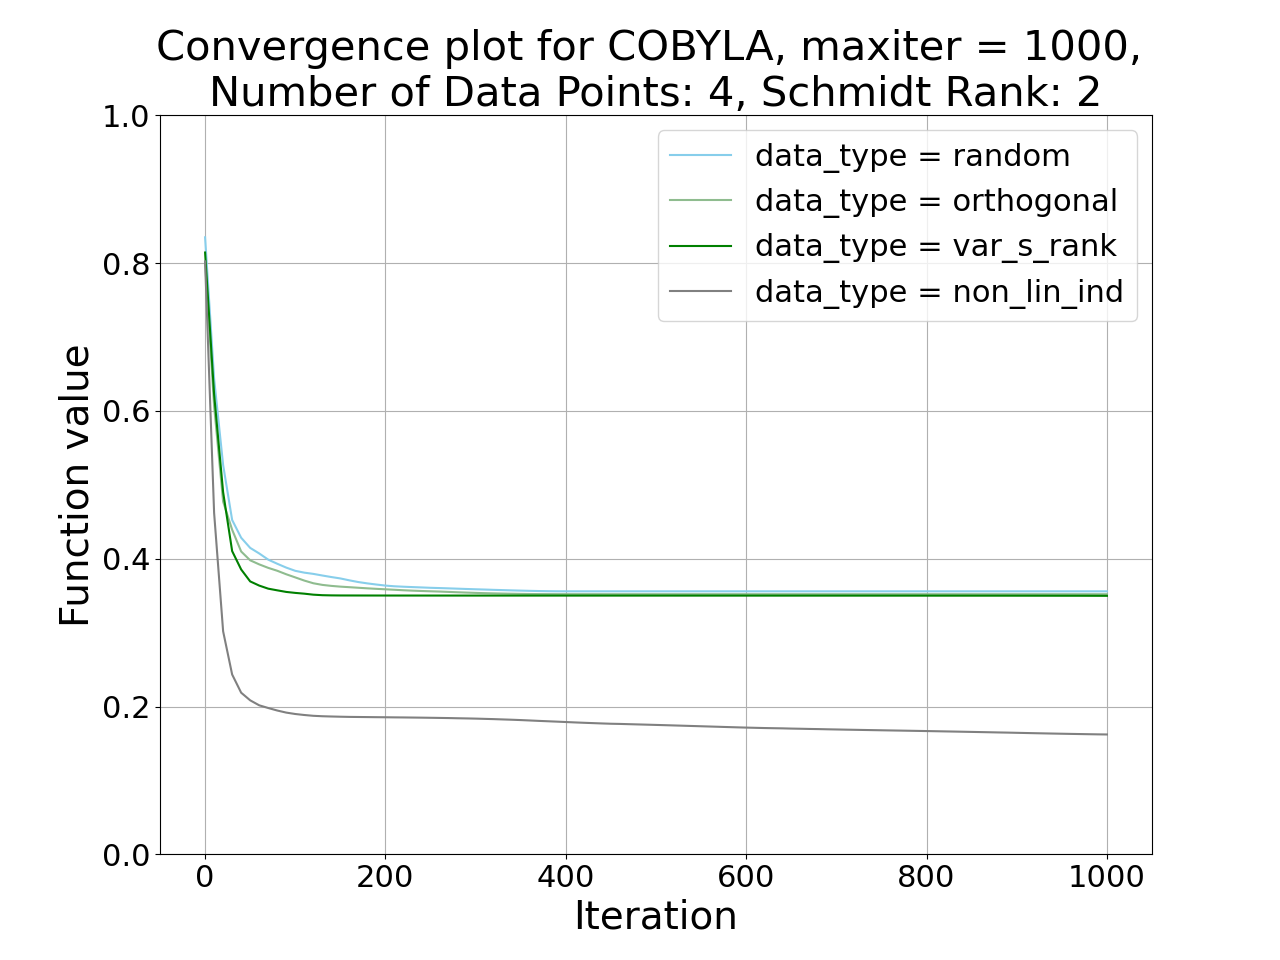 Convergence plot for COBYLA, maxiter = 1000,
Number of Data Points: 4, Schmidt Rank: 2
data_type = random
data_type = orthogonal
data_type = var_s_rank
data_type = non_lin_ind
Function value
1.0
0.8
0.6
0.4
0.2
0.0
0 200 400 600 800 1000
Iteration